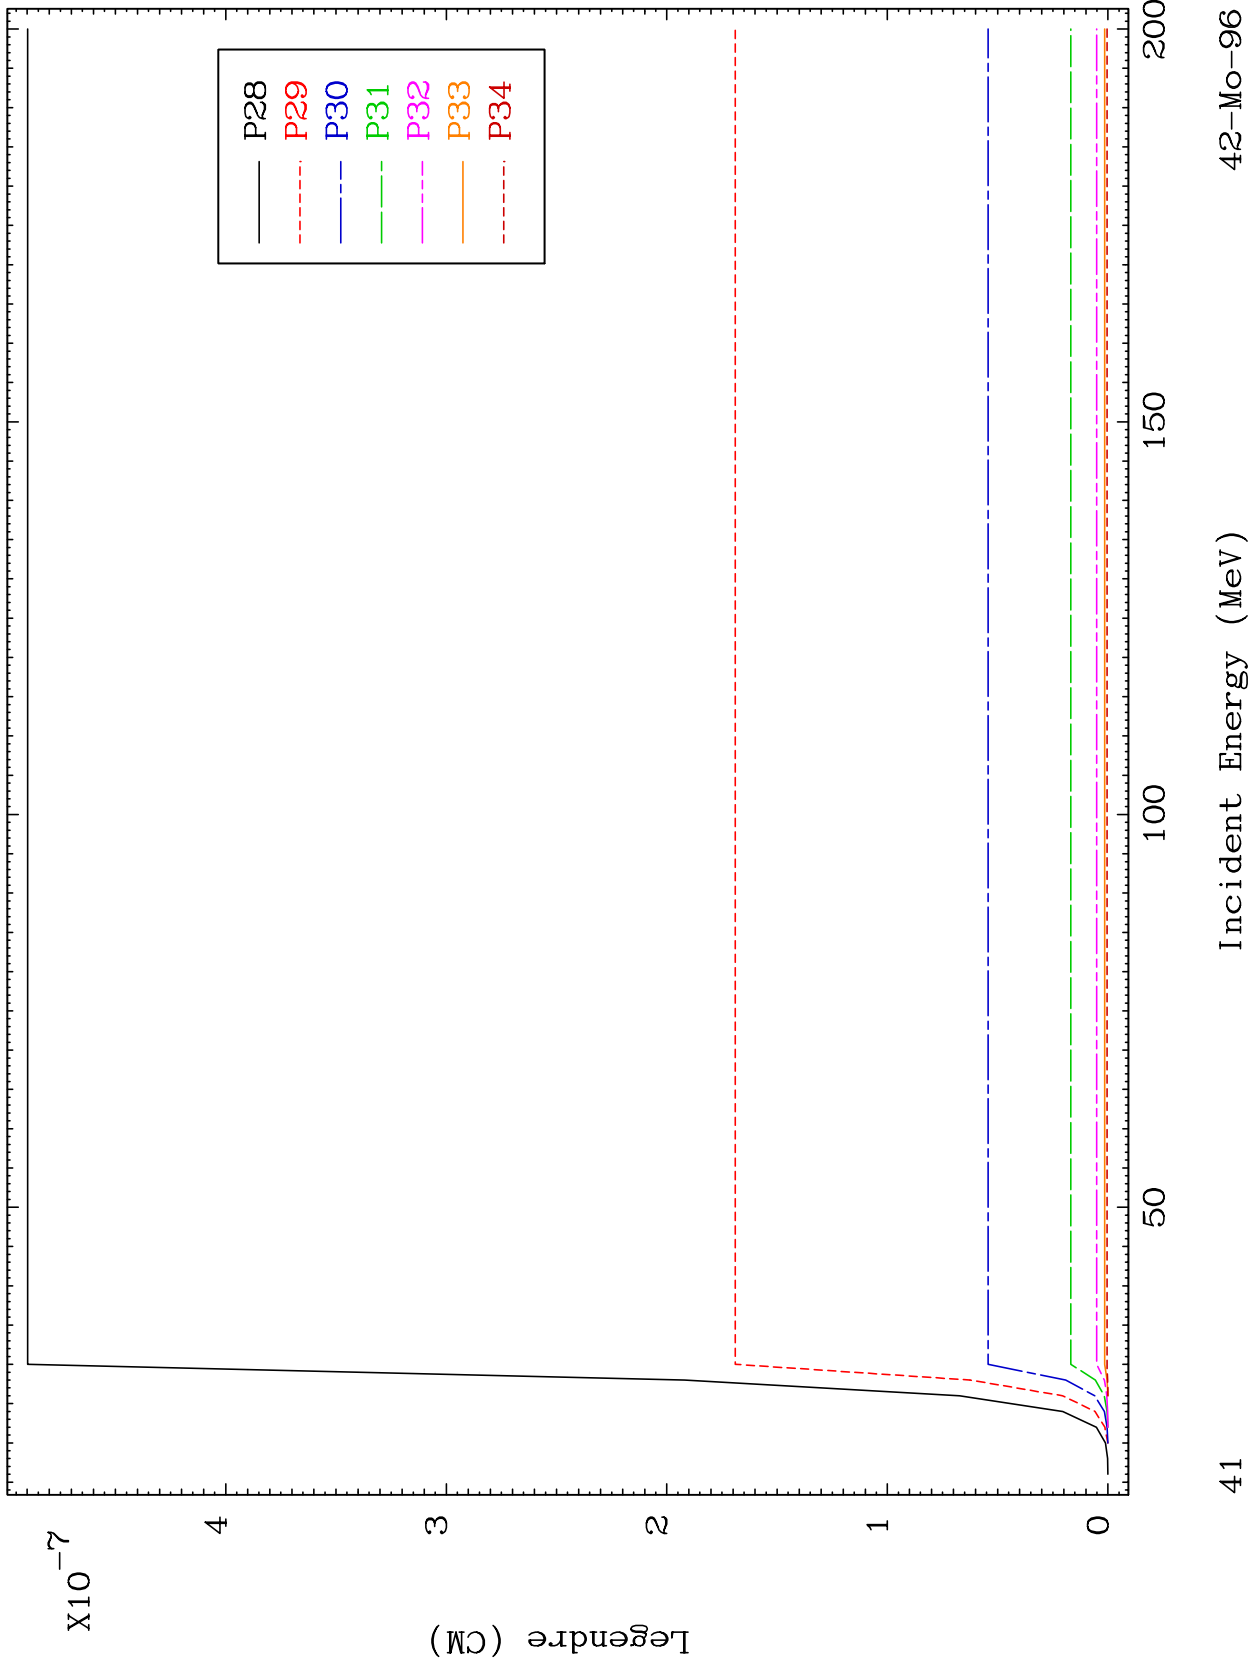 X10-7
Legendre (CM)
4
3
2
1
0
P28
P29
P30
P31
P32
P33
P34
50
100
150
200
Incident Energy (MeV)
41
42-Mo-96